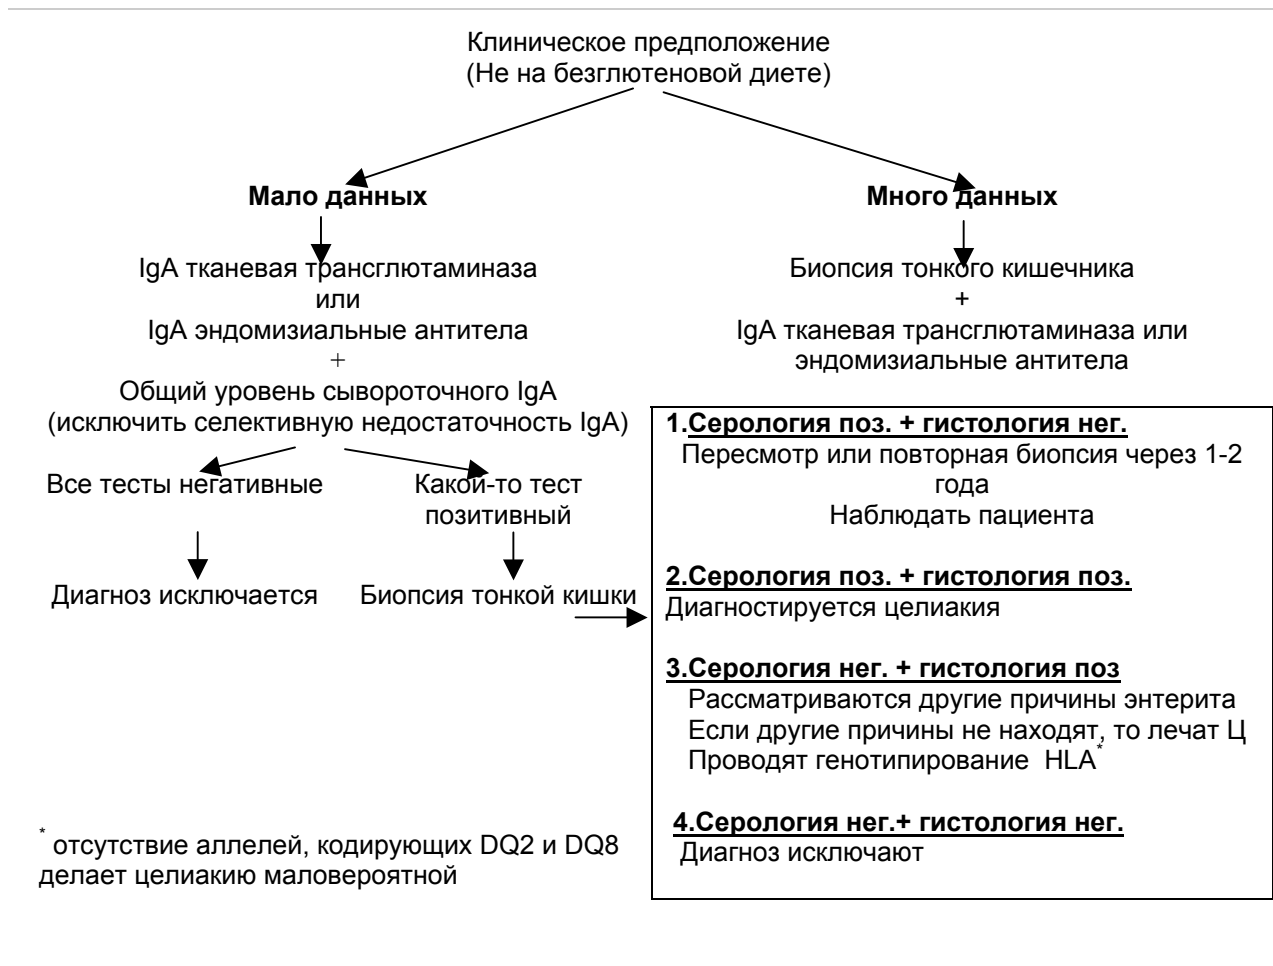 Клиническое предположение
(Не на безглютеновой диете)
Мало данных
IgA тканевая трансглютаминаза
или
IgA эндомизиальные антитела
+
Общий уровень сывороточного IgA
(исключить селективную недостаточность IgA)
Все тесты негативные
Какой-то тест
позитивный
Диагноз исключается
Биопсия тонкой кишки
Много данных
Биопсия тонкого кишечника
+
IgA тканевая трансглютаминаза или
эндомизиальные антитела
1.Серология поз. + гистология нег.
Пересмотр или повторная биопсия через 1-2
года
Наблюдать пациента
2.Серология поз. + гистология поз.
Диагностируется целиакия
3.Серология нег. + гистология поз
Рассматриваются другие причины энтерита
Если другие причины не находят, то лечат Ц
Проводят генотипирование HLA*
4.Серология нег.+ гистология нег.
Диагноз исключают
* отсутствие аллелей, кодирующих DQ2 и DQ8
делает целиакию маловероятной